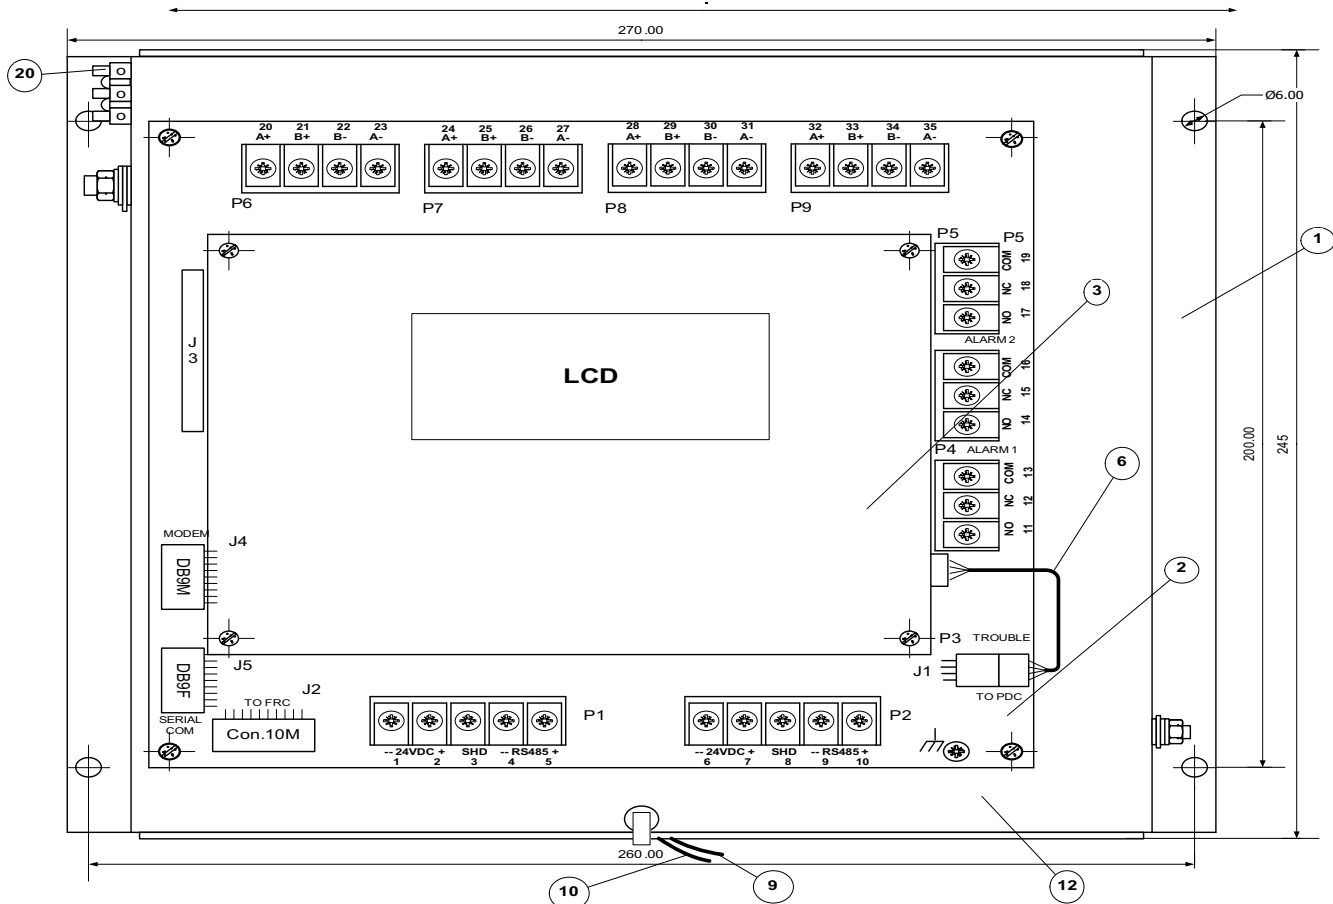 270.00
20
Ø6.00
20 21 22 23
A+ B+ B- A-
24 25 26 27
A+ B+ B- A-
28 29 30 31
A+ B+ B- A-
32 33 34 35
A+ B+ B- A-
P6
P7
P8
P9
P5 P5
COM 19
NC 18
NO 17
ALARM 2
COM 16
NC 15
NO 14
P4 ALARM 1
COM 13
NC 12
NO 11
1
3
J
3
LCD
200.00
245
6
MODEM
J4
DB9M
2
P3 TROUBLE
J1
TO PDC
J5
DB9F
SERIAL
COM
J2
TO FRC
Con.10M
P1
-- 24VDC + SHD -- RS485 +
1 2 3 4 5
P2
-- 24VDC + SHD -- RS485 +
6 7 8 9 10
260.00
10
9
12